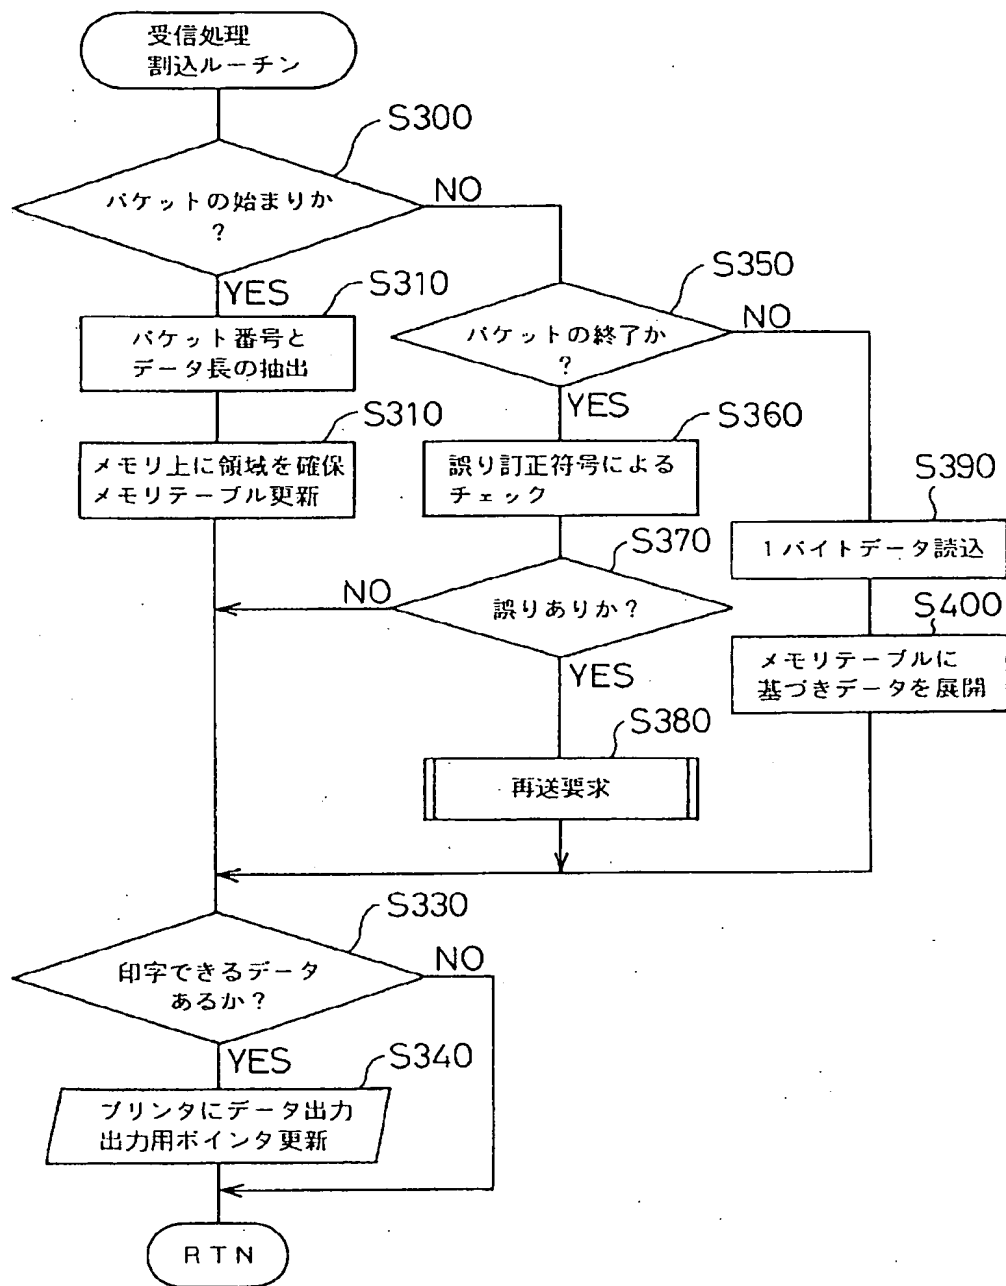 受信処理
割込ルーチン
S300
パケットの始まりか
?
NO
YES
S310
パケット番号と
データ長の抽出
S310
メモリ上に領域を確保
メモリテーブル更新
S350
パケットの終了か
?
NO
YES
S360
誤り訂正符号による
チェック
S370
誤りありか?
NO
YES
S380
再送要求
S390
1バイトデータ読込
S400
メモリテーブルに
基づきデータを展開
S330
印字できるデータ
あるか?
NO
YES
S340
プリンタにデータ出力
出力用ポインタ更新
RTN